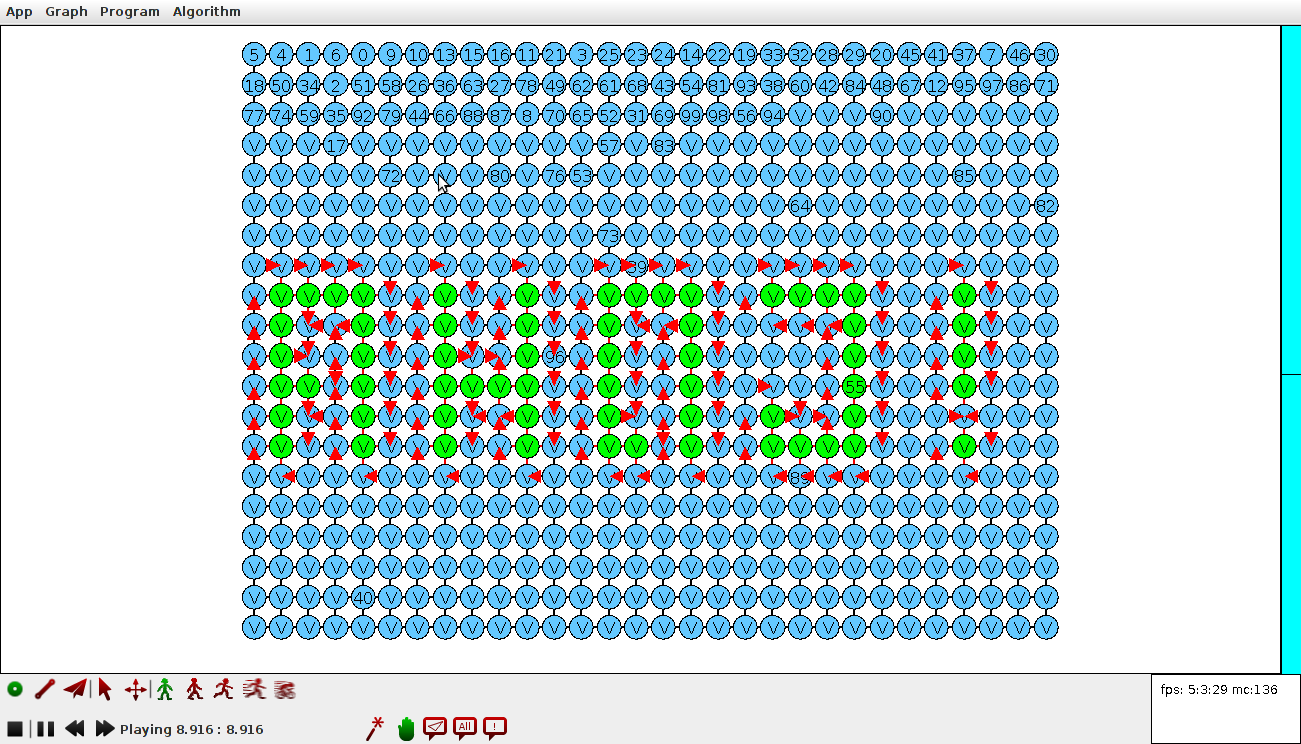 App Graph Program Algorithm
5 4 1 6 0 9 10 13 15 16 11 21 3 25 23 24 14 22 19 33 32 28 29 20 45 41 37 7 46 30
18 50 34 2 51 58 26 36 63 27 78 49 62 61 68 43 54 81 93 38 60 42 84 48 67 12 95 97 86 71
77 74 59 35 92 79 44 66 88 87 8 70 65 52 31 69 99 98 56 94 V V V 90 V V V V V V
V V V 17 V V V V V V V V V 57 V 83 V V V V V V V V V V V V V V
V V V V V 72 V V V 80 V 76 53 V V V V V V V V V V V V V 85 V V V
V V V V V V V V V V V V V V V V V V V V 64 V V V V V V V V 82
V V V V V V V V V V V V V 73 V V V V V V V V V V V V V V V V
V V V V V V V V V V V V V V V V V V V V V V V V V V V V V
V V V V V V V V V V V V V V V V V V V V V V V V V V V V V V
V V V V V V V V V V V V V V V V V V V V V V V V V V V V V V
V V V V V V V V V V V 96 V V V V V V V V V V V V V V V V V V
V V V V V V V V V V V V V V V V V V V V V V 55 V V V V V V V
V V V V V V V V V V V V V V V V V V V V V V V V V V V V V V
V V V V V V V V V V V V V V V V V V V V V V V V V V V V V V
V V V V V V V V V V V V V V V V V V V V V V V V V V V V V
V V V V V V V V V V V V V V V V V V V V V V V V V V V V V V
V V V V V V V V V V V V V V V V V V V V V V V V V V V V V V
V V V V V V V V V V V V V V V V V V V V V V V V V V V V V V
V V V V 40 V V V V V V V V V V V V V V V V V V V V V V V V V
V V V V V V V V V V V V V V V V V V V V V V V V V V V V V V
fps: 5:3:29 mc:136
Playing 8.916 : 8.916
All
!